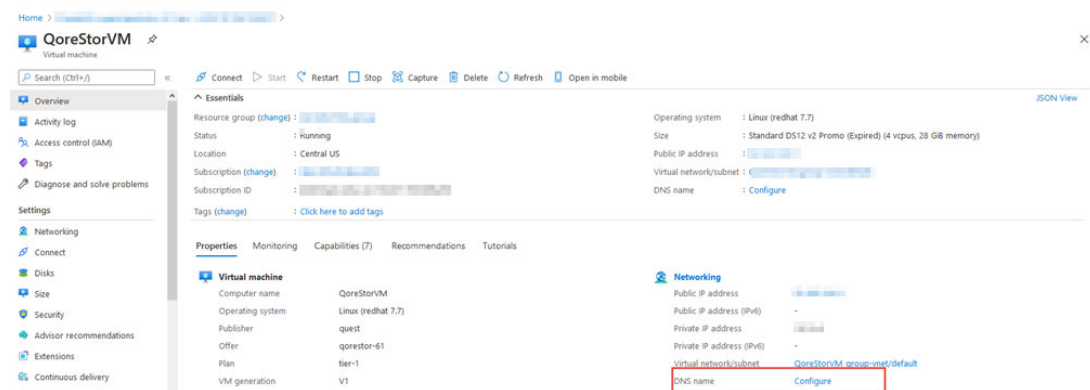 Home > >
QoreStorVM
Virtual machine
Search (Ctrl+/)
Overview
Activity log
Access control (IAM)
Tags
Diagnose and solve problems
Settings
Networking
Connect
Disks
Size
Security
Advisor recommendations
Extensions
Continuous delivery
Connect Start Restart Stop Capture Delete Refresh Open in mobile
Essentials
JSON View
Resource group (change) :
Status : Running
Location : Central US
Subscription (change) :
Subscription ID :
Tags (change) : Click here to add tags
Operating system : Linux (redhat 7.7)
Size : Standard DS12 v2 Promo (Expired) (4 vcpus, 28 GiB memory)
Public IP address :
Virtual network/subnet :
DNS name : Configure
Properties Monitoring Capabilities (7) Recommendations Tutorials
Virtual machine
Computer name QoreStorVM
Operating system Linux (redhat 7.7)
Publisher quest
Offer qorestor-61
Plan tier-1
VM generation V1
Networking
Public IP address
Public IP address (IPv6) -
Private IP address
Private IP address (IPv6) -
Virtual network/subnet QoreStorVM_group-vnet/default
DNS name Configure